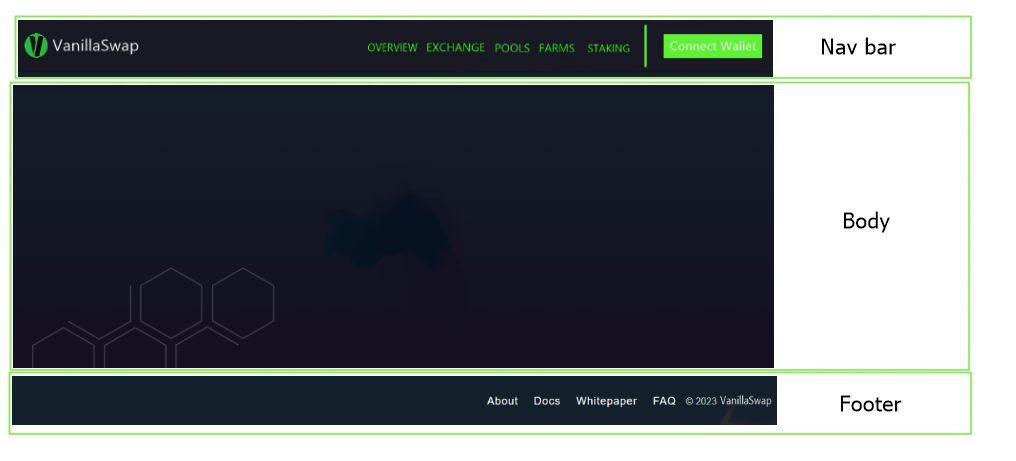 VanillaSwap OVERVIEW EXCHANGE POOLS FARMS STAKING Connect Wallet Nav bar
Body
About Docs Whitepaper FAQ © 2023 VanillaSwap Footer